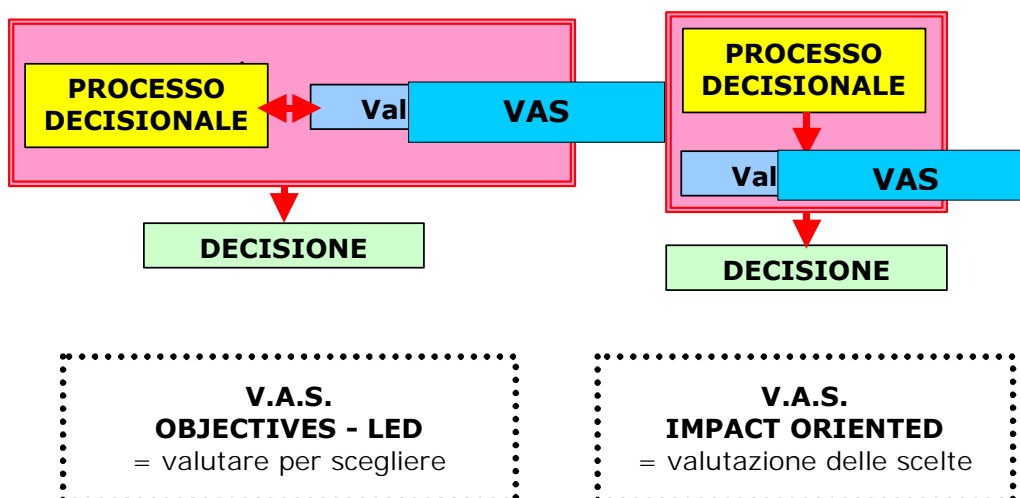 PROCESSO
DECISIONALE
Val
VAS
DECISIONE
PROCESSO
DECISIONALE
Val
VAS
DECISIONE
V.A.S.
OBJECTIVES - LED
= valutare per scegliere
V.A.S.
IMPACT ORIENTED
= valutazione delle scelte